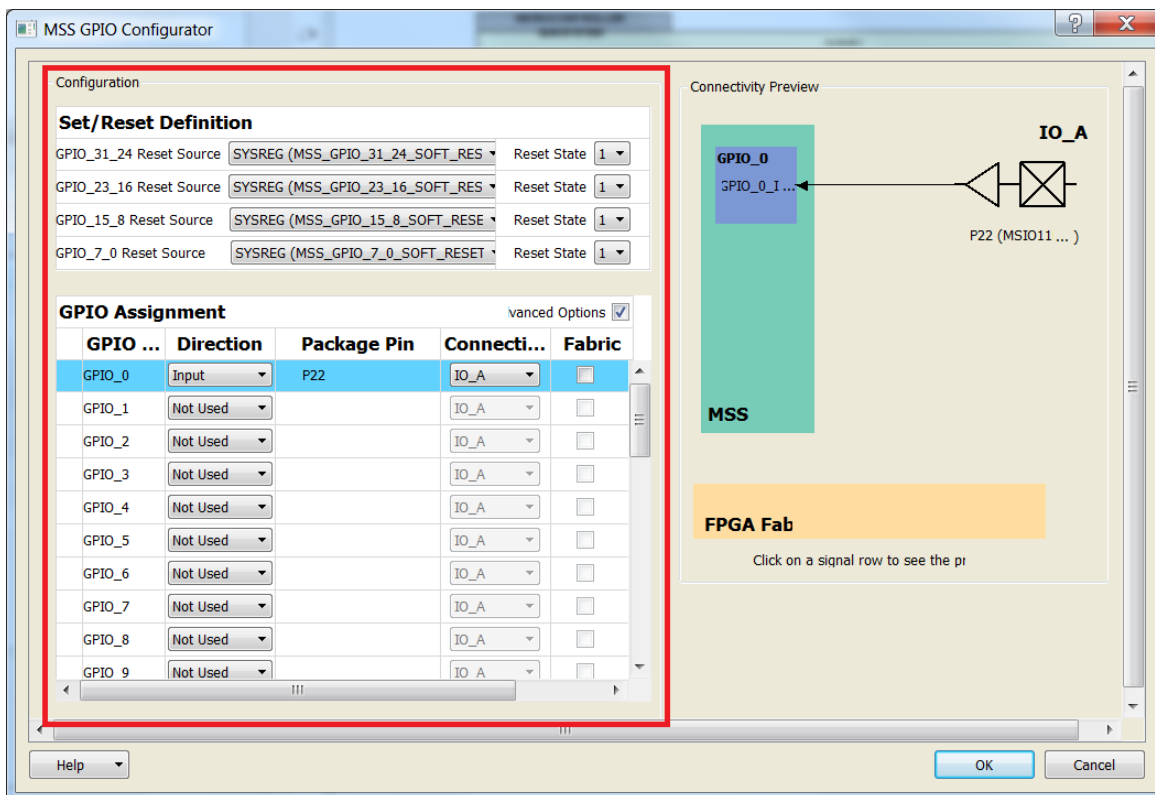 MSS GPIO Configurator
Configuration
Set/Reset Definition
GPIO_31_24 Reset Source SYSREG (MSS_GPIO_31_24_SOFT_RES Reset State 1
GPIO_23_16 Reset Source SYSREG (MSS_GPIO_23_16_SOFT_RES Reset State 1
GPIO_15_8 Reset Source SYSREG (MSS_GPIO_15_8_SOFT_RESE Reset State 1
GPIO_7_0 Reset Source SYSREG (MSS_GPIO_7_0_SOFT_RESET Reset State 1
GPIO Assignment vanced Options
GPIO ... Direction Package Pin Connecti... Fabric
GPIO_0 Input P22 IO_A
GPIO_1 Not Used IO_A
GPIO_2 Not Used IO_A
GPIO_3 Not Used IO_A
GPIO_4 Not Used IO_A
GPIO_5 Not Used IO_A
GPIO_6 Not Used IO_A
GPIO_7 Not Used IO_A
GPIO_8 Not Used IO_A
GPIO_9 Not Used IO_A
Connectivity Preview
IO_A
GPIO_0
GPIO_0_I ...
P22 (MSIO11 ... )
MSS
FPGA Fab
Click on a signal row to see the pr
Help OK Cancel